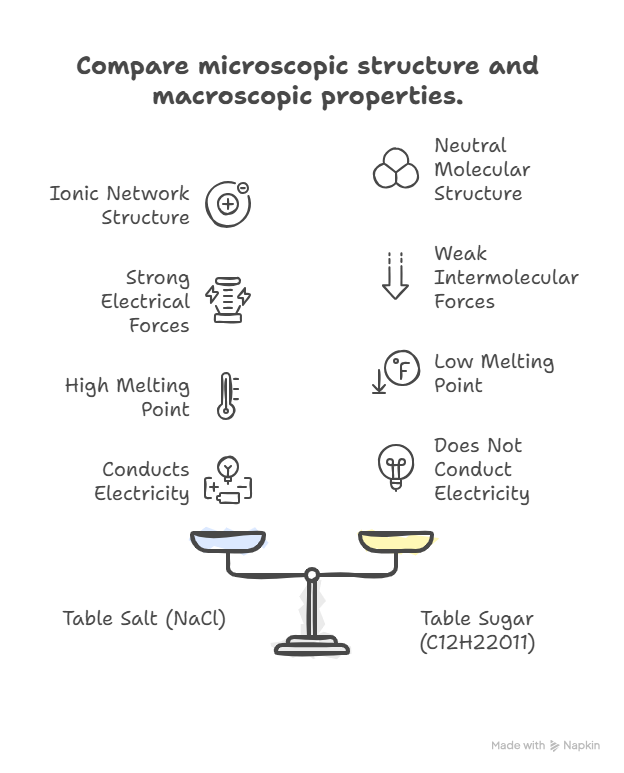 Compare microscopic structure and
macroscopic properties.
Ionic Network
Structure
Strong
Electrical
Forces
High Melting
Point
Conducts
Electricity
Neutral
Molecular
Structure
Weak
Intermolecular
Forces
°F
Low Melting
Point
Does Not
Conduct
Electricity
Table Salt (NaCl)
Table Sugar
(C12H22O11)
Made with Napkin